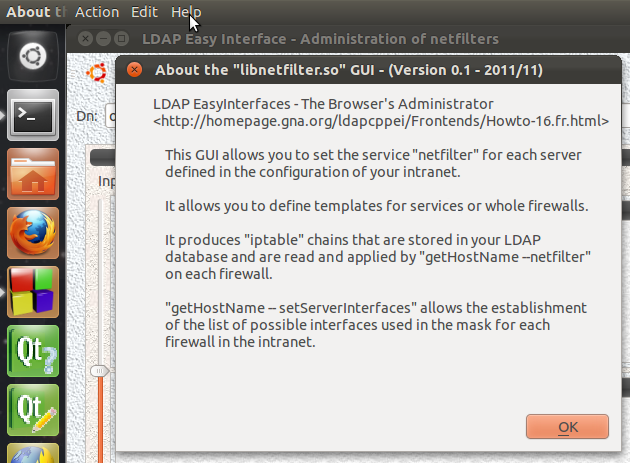 About th Action Edit Help
LDAP Easy Interface - Administration of netfilters
About the "libnetfilter.so" GUI - (Version 0.1 - 2011/11)
LDAP EasyInterfaces - The Browser's Administrator
<http://homepage.gna.org/ldapcppei/Frontends/Howto-16.fr.html>
Dn:
This GUI allows you to set the service "netfilter" for each server
defined in the configuration of your intranet.
Inp
It allows you to define templates for services or whole firewalls.
It produces "iptable" chains that are stored in your LDAP
database and are read and applied by "getHostName --netfilter"
on each firewall.
"getHostName -- setServerInterfaces" allows the establishment
of the list of possible interfaces used in the mask for each
firewall in the intranet.
Qt
Qt
OK